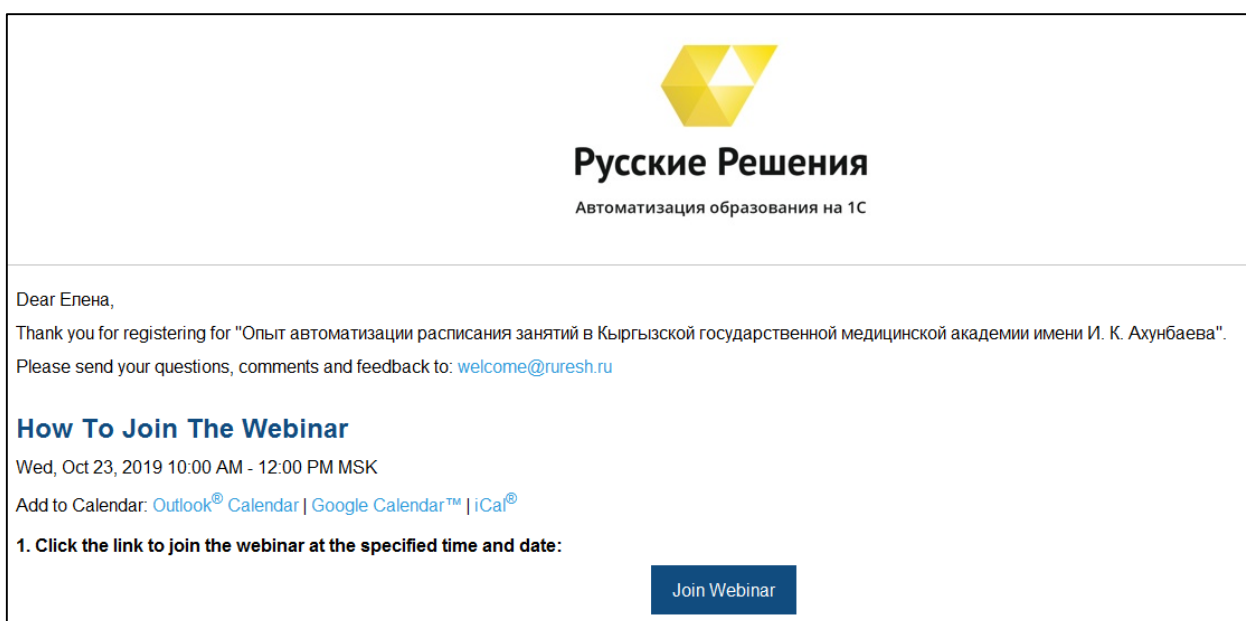 Русские Решения
Автоматизация образования на 1С
Dear Елена,
Thank you for registering for "Опыт автоматизации расписания занятий в Кыргызской государственной медицинской академии имени И. К. Ахунбаева".
Please send your questions, comments and feedback to: welcome@ruresh.ru
How To Join The Webinar
Wed, Oct 23, 2019 10:00 AM - 12:00 PM MSK
Add to Calendar: Outlook® Calendar | Google Calendar™ | iCal®
1. Click the link to join the webinar at the specified time and date:
Join Webinar